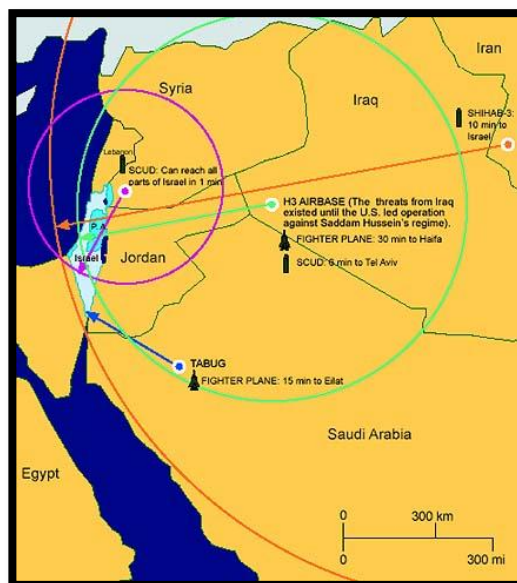 Iran
Syria
Iraq
SHIHAB-3:
10 min to
Israel
Lebanon
SCUD: Can reach all
parts of Israel in 1 min
H3 AIRBASE (The threats from Iraq
existed until the U.S. led operation
against Saddam Hussein's regime).
P.A.
FIGHTER PLANE: 30 min to Haifa
Israel
Jordan
SCUD: 6 min to Tel Aviv
TABUG
FIGHTER PLANE: 15 min to Eilat
Saudi Arabia
Egypt
300 km
300 mi